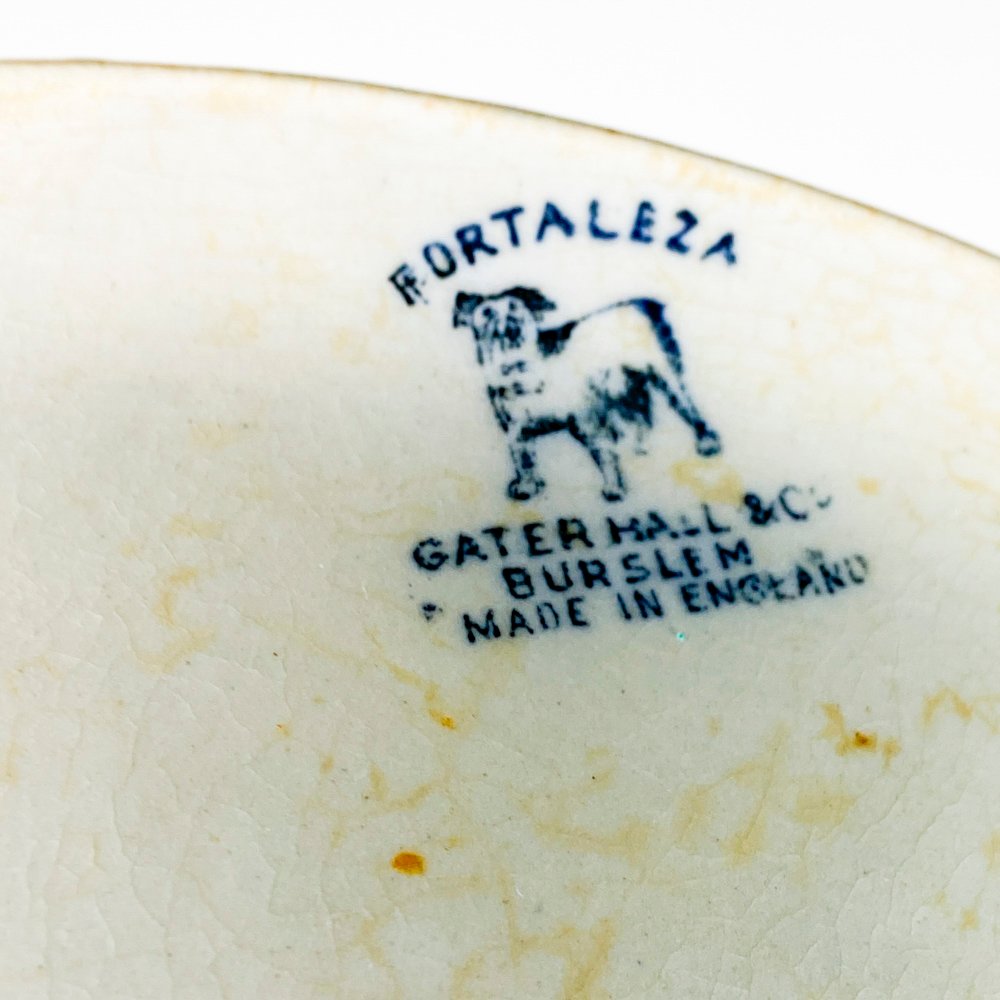 FORTALEZA
GATER HALL & Co
BURSLEM
MADE IN ENGLAND